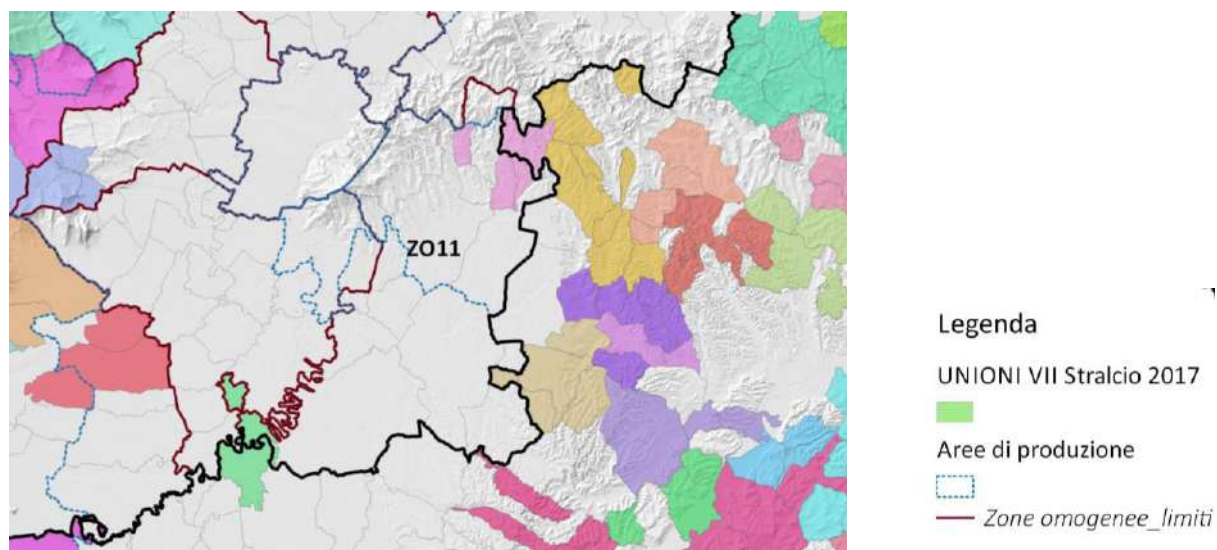 ZO11
Legenda
UNIONI VII Stralcio 2017
Aree di produzione
Zone omogenee_limiti